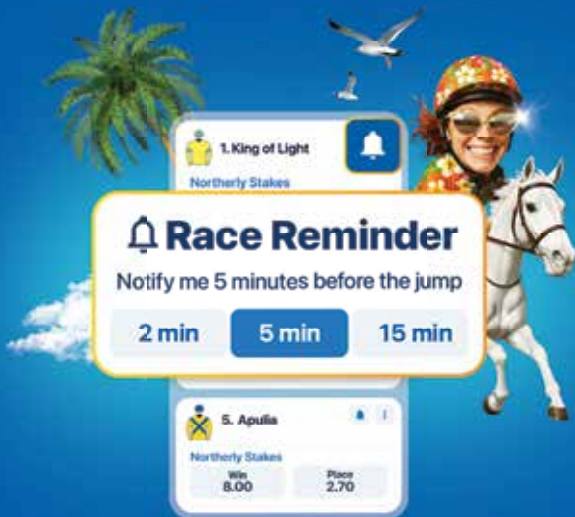 1. King of Light
Northerly Stakes
Race Reminder
Notify me 5 minutes before the jump
2 min 5 min 15 min
5. Apulia
Northerly Stakes
Win Place
8.00 2.70